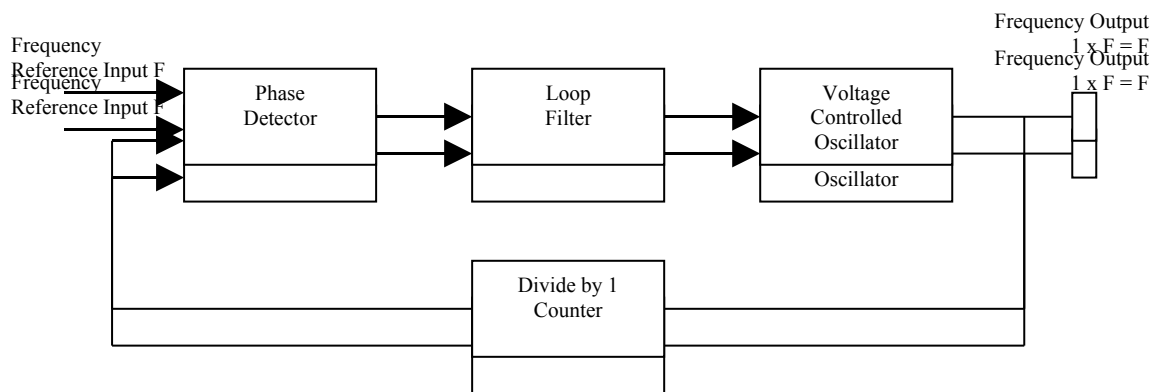 Frequency Output
1 x F = F
Frequency Output
1 x F = F
Frequency
Reference Input F
Frequency
Reference Input F
Phase
Detector
Loop
Filter
Voltage
Controlled
Oscillator
Oscillator
Divide by 1
Counter